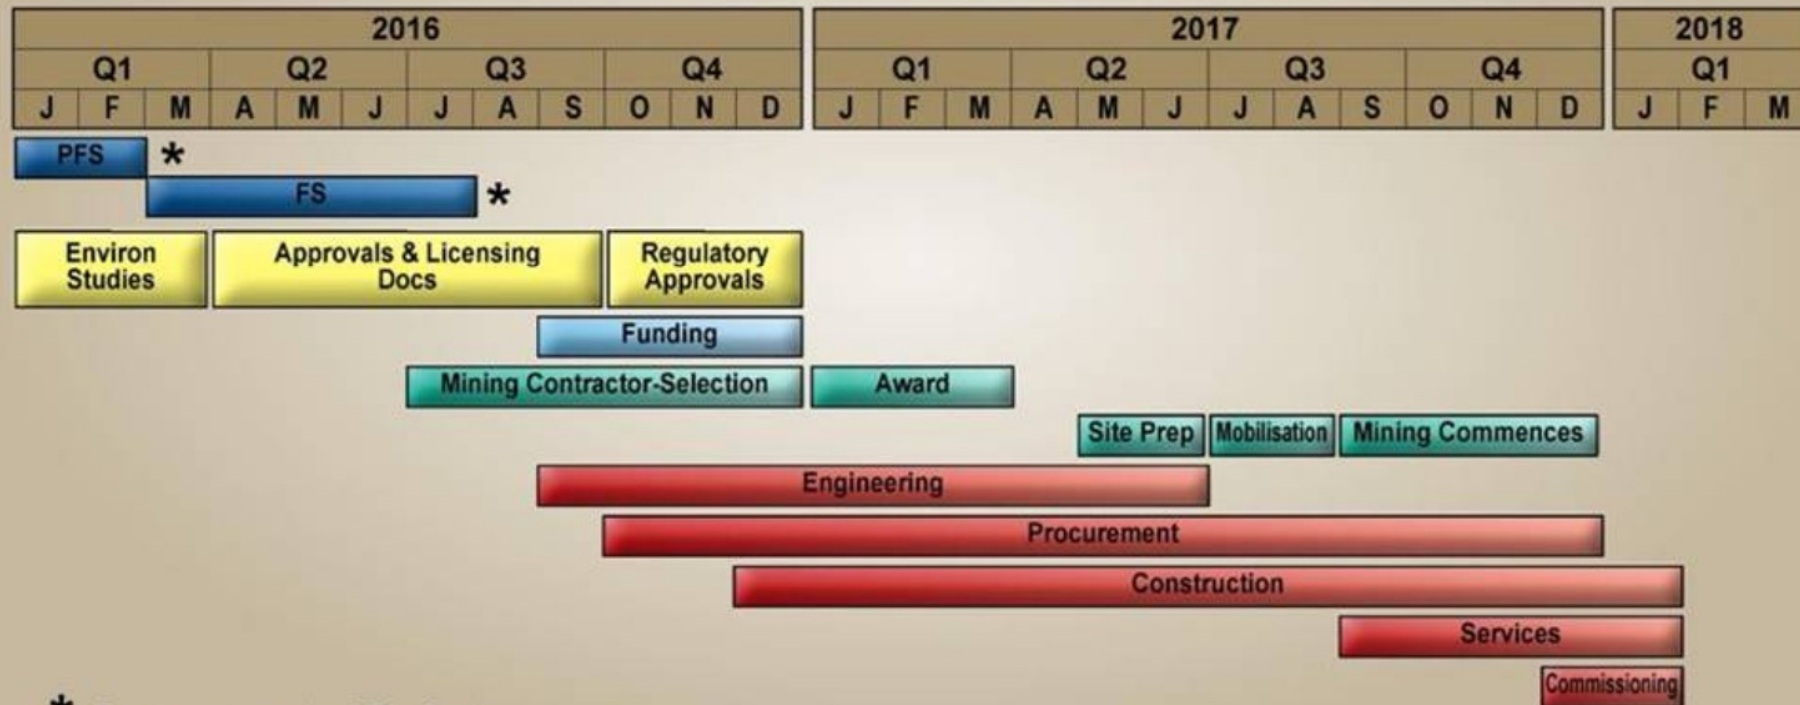 2016 2017 2018
Q1 Q2 Q3 Q4 Q1 Q2 Q3 Q4 Q1
J F M A M J J A S O N D J F M A M J J A S O N D J F M
PFS *
FS *
Environ
Studies
Approvals & Licensing
Docs
Regulatory
Approvals
Funding
Mining Contractor-Selection Award
Site Prep Mobilisation Mining Commences
Engineering
Procurement
Construction
Services
Commissioning
*